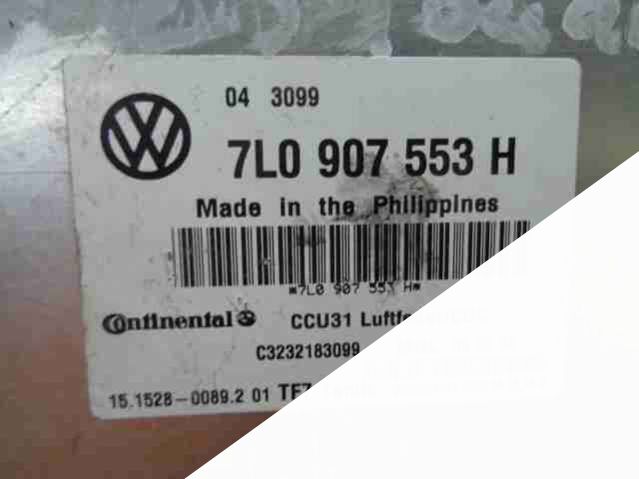 04 3099
7L0 907 553 H
Made in the Philippines
*7L0 907 553 H*
Continental
CCU31
C3232183099
15.1528-0089.2 01